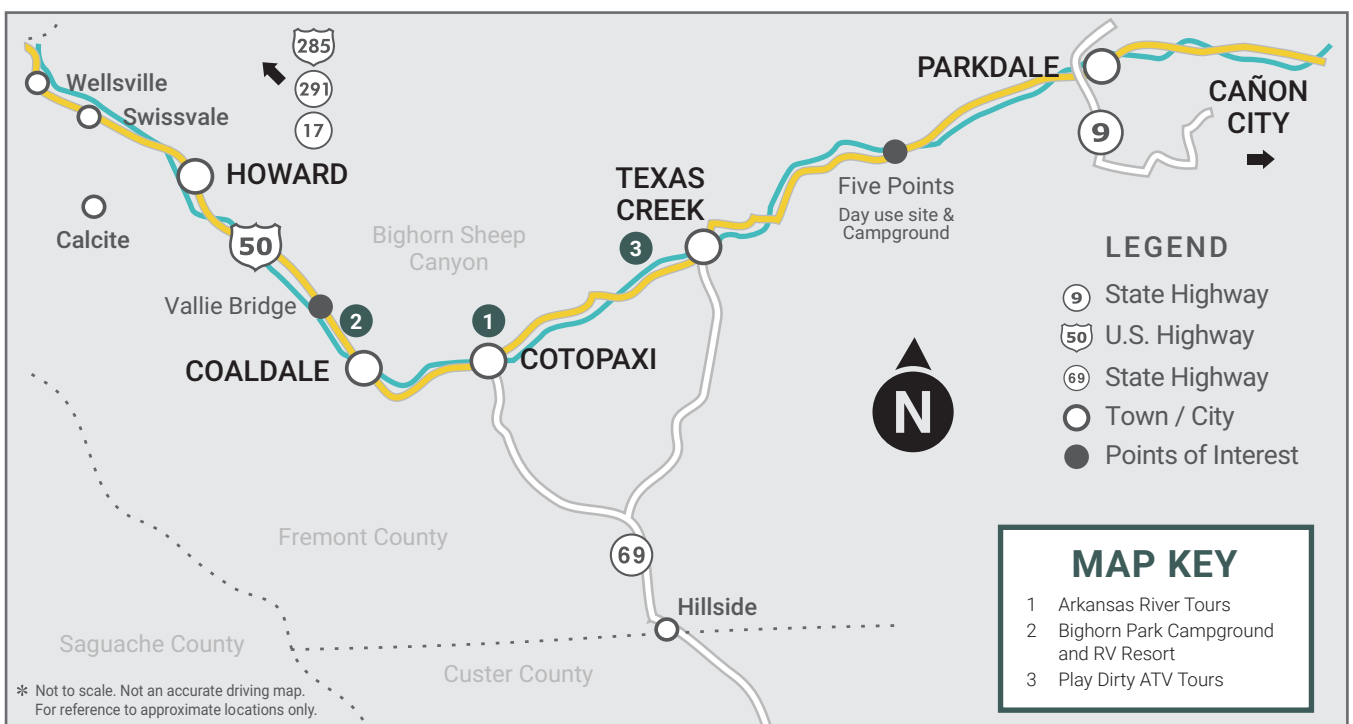 285
291
17
Wellsville
Swissvale
HOWARD
Calcite
50
Vallie Bridge
2
COALDALE
Bighorn Sheep
Canyon
1
COTOPAXI
TEXAS
CREEK
3
Five Points
Day use site &
Campground
PARKDALE
9
CAÑON
CITY
N
69
Hillside
Fremont County
Saguache County
Custer County
* Not to scale. Not an accurate driving map.
For reference to approximate locations only.
LEGEND
9 State Highway
50 U.S. Highway
69 State Highway
Town / City
Points of Interest
MAP KEY
1 Arkansas River Tours
2 Bighorn Park Campground
and RV Resort
3 Play Dirty ATV Tours